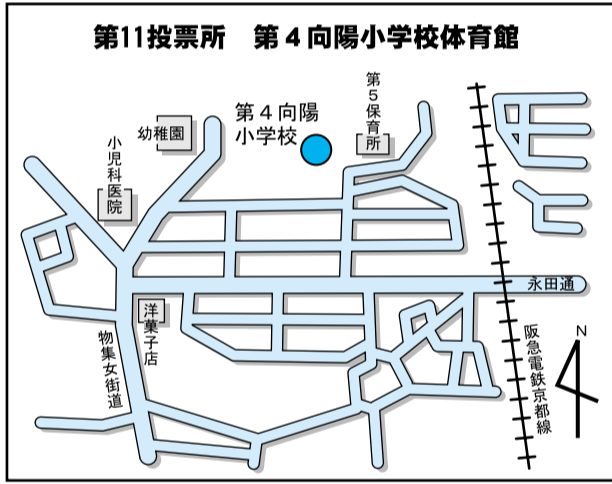 第11投票所　第４向陽小学校体育館
第４向陽
小学校
第５保育所
幼稚園
小児科医院
永田通
洋菓子店
物集女街道
阪急電鉄京都線
N